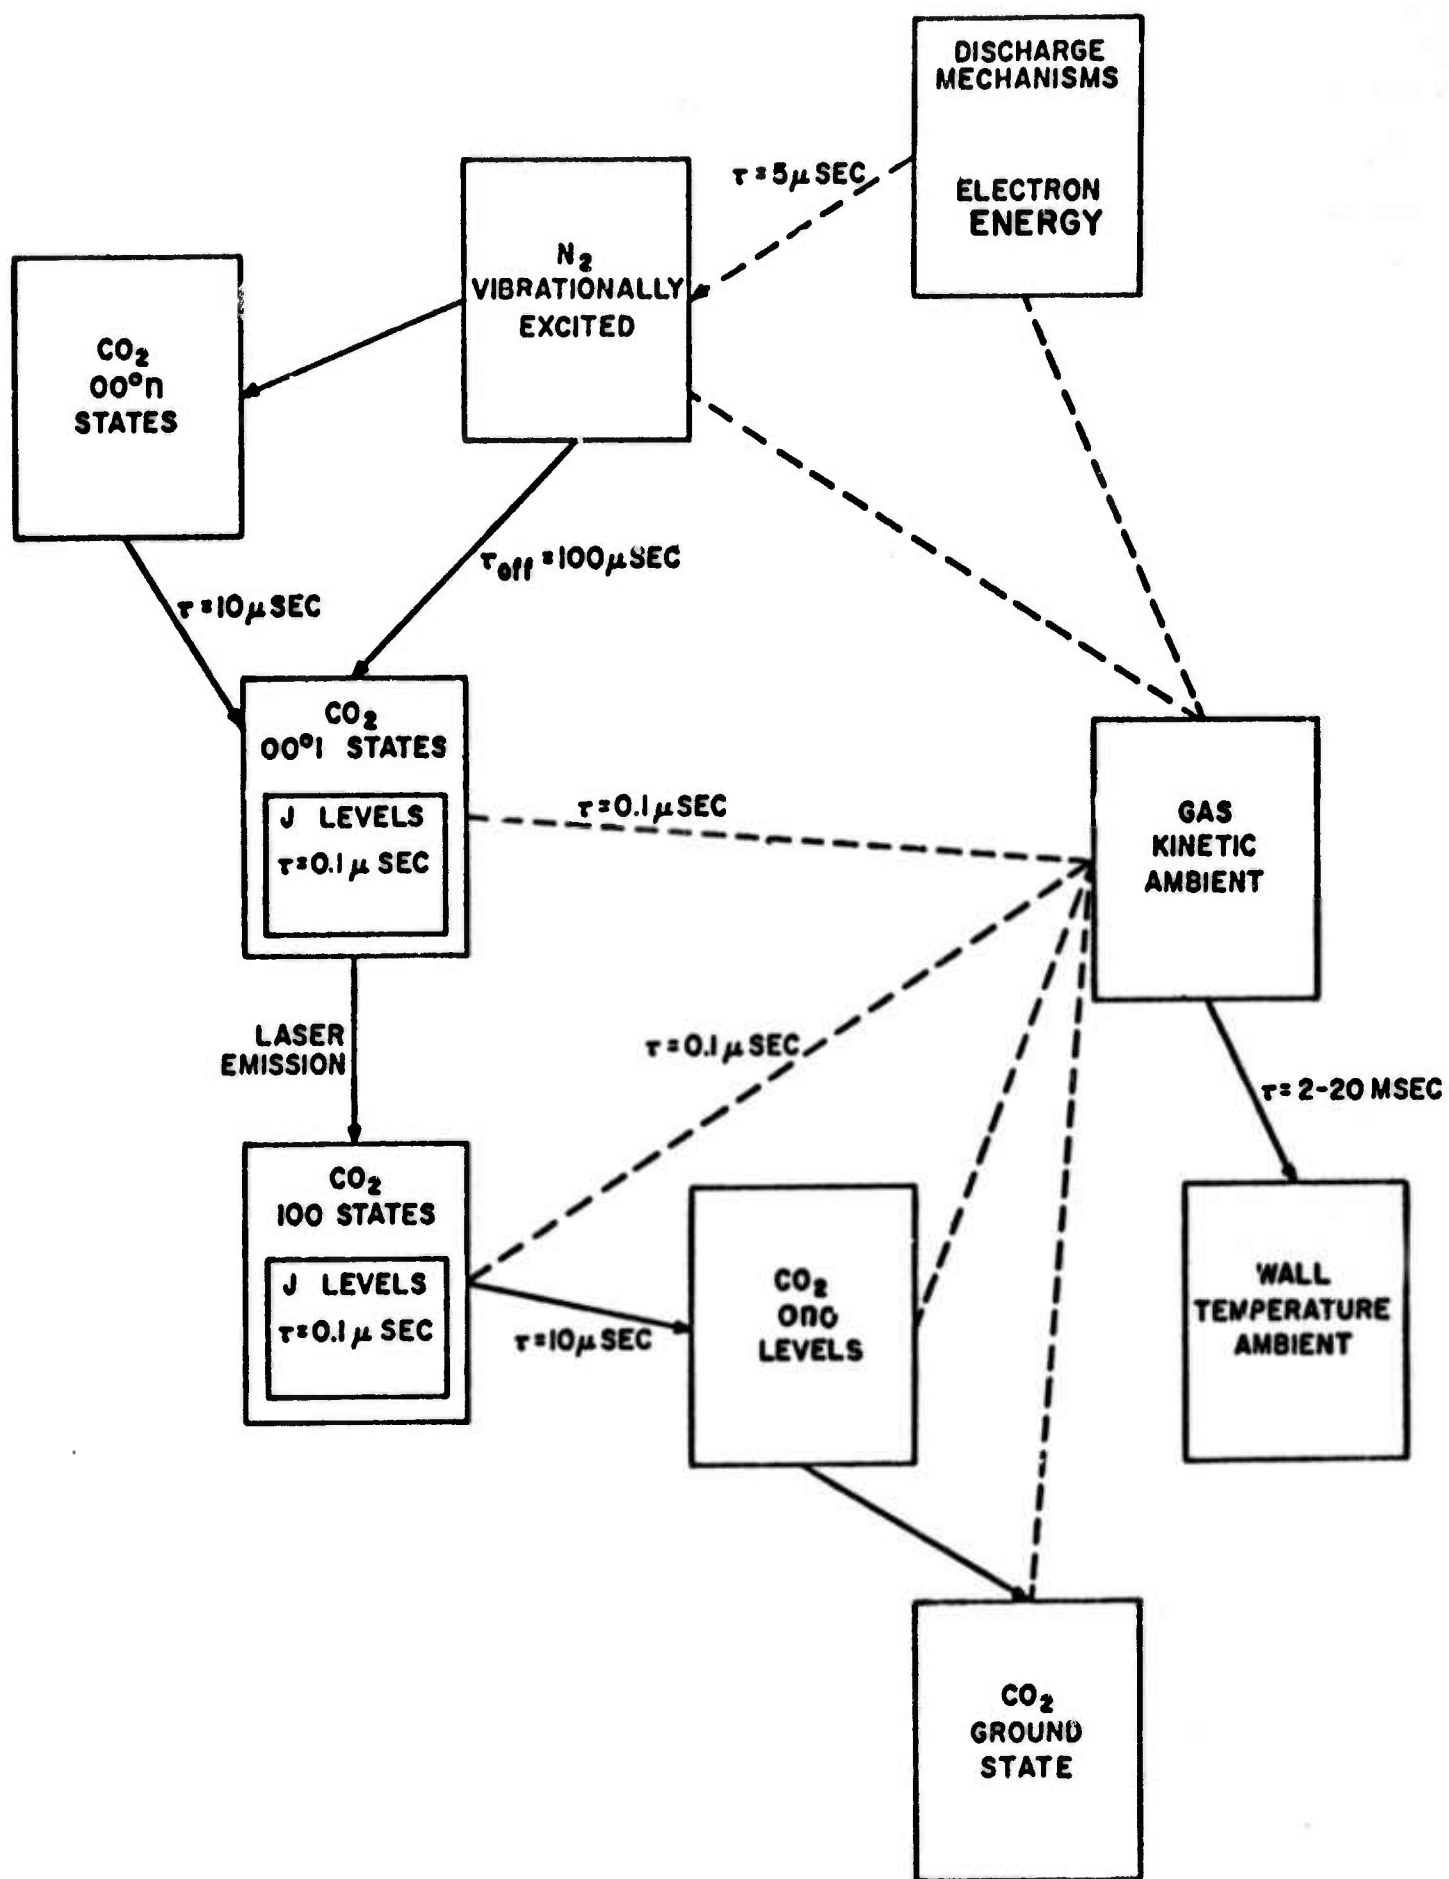 DISCHARGE
MECHANISMS
ELECTRON
ENERGY
τ=5μSEC
N₂
VIBRATIONALLY
EXCITED
CO₂
00°n
STATES
τoff=100μSEC
τ=10μSEC
CO₂
00°1 STATES
J LEVELS
τ=0.1μ SEC
τ=0.1μSEC
GAS
KINETIC
AMBIENT
LASER
EMISSION
τ=0.1μSEC
τ=2-20 MSEC
CO₂
100 STATES
J LEVELS
τ=0.1μ SEC
τ=10μSEC
CO₂
0n0
LEVELS
WALL
TEMPERATURE
AMBIENT
CO₂
GROUND
STATE